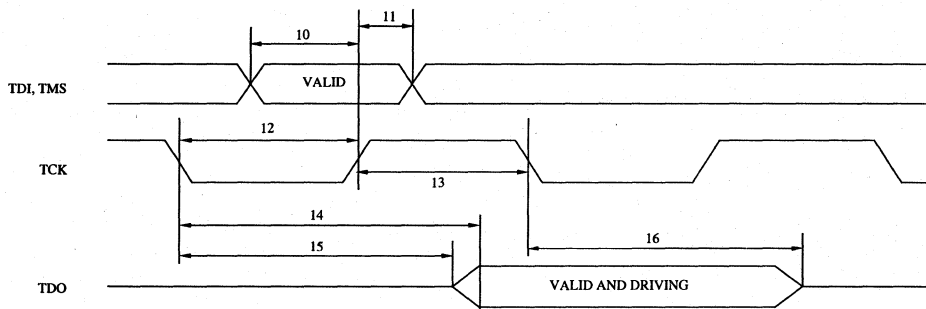 11
10
TDI, TMS
VALID
12
TCK
13
14
15
16
TDO
VALID AND DRIVING